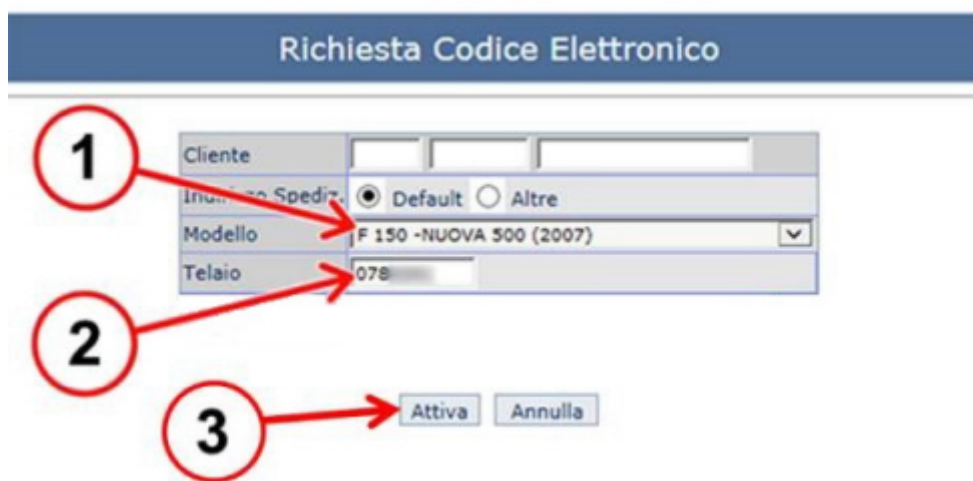 Richiesta Codice Elettronico
1
Cliente
Indirizzo Spediz. Default Altre
Modello F 150 -NUOVA 500 (2007)
Telaio 078
2
3 Attiva Annulla